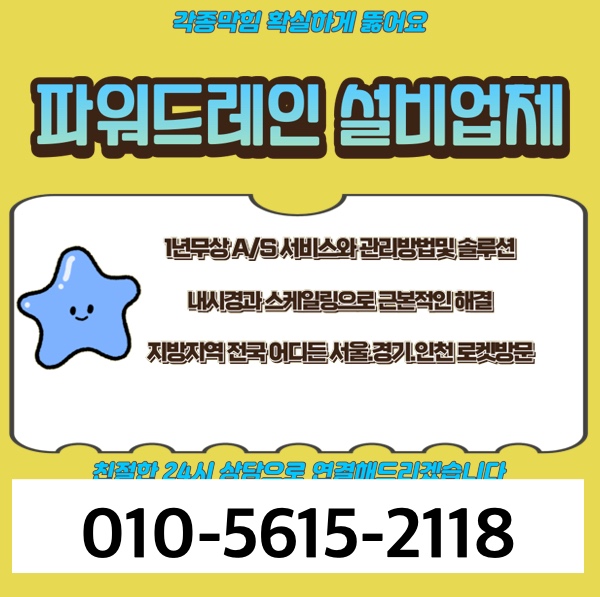 각종막힘 확실하게 뚫어요
파워드레인 설비업제
1년무상 A/S 서비스와 관리방법및 솔루션
내시경과 스케일링으로 근본적인 해결
지방지역 전국 어디든 서울.경기.인천 로켓방문
친절한 24시 상담으로 연결해드리겠습니다
010-5615-2118